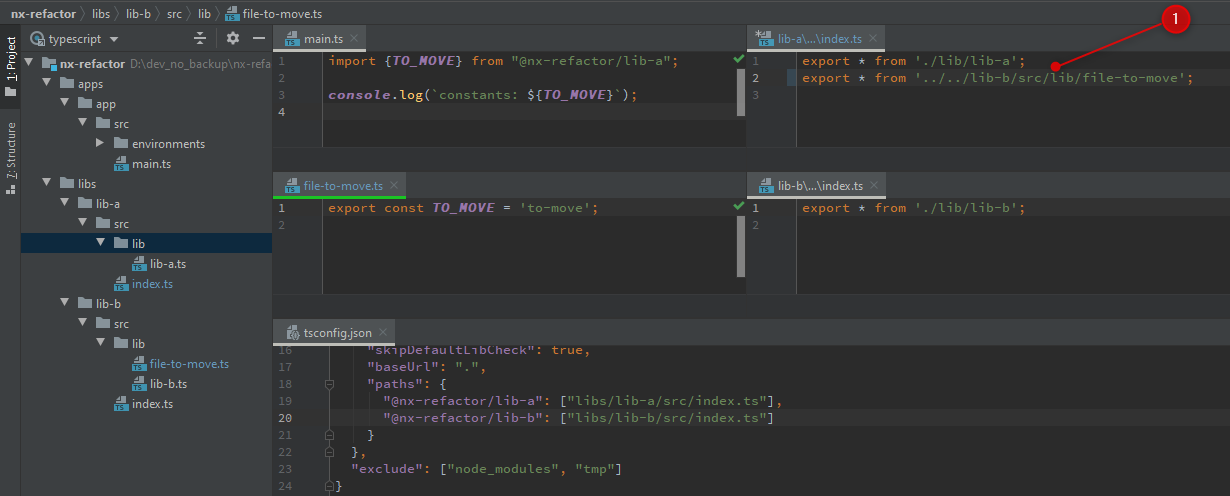 nx-refactor libs lib-b src lib file-to-move.ts
1: Project
7: Structure
typescript
nx-refactor D:\dev_no_backup\nx-refa
apps
app
src
environments
main.ts
libs
lib-a
src
lib
lib-a.ts
index.ts
lib-b
src
lib
file-to-move.ts
lib-b.ts
index.ts
main.ts
1 import {TO_MOVE} from "@nx-refactor/lib-a";
2
3 console.log(`constants: ${TO_MOVE}`);
4
lib-a\...\index.ts
1
1 export * from './lib/lib-a';
2 export * from '../../lib-b/src/lib/file-to-move';
3
file-to-move.ts
1 export const TO_MOVE = 'to-move';
2
lib-b\...\index.ts
1 export * from './lib/lib-b';
2
tsconfig.json
16 "skipDefaultLibCheck": true,
17 "baseUrl": ".",
18 "paths": {
19 "@nx-refactor/lib-a": ["libs/lib-a/src/index.ts"],
20 "@nx-refactor/lib-b": ["libs/lib-b/src/index.ts"]
21 }
22 },
23 "exclude": ["node_modules", "tmp"]
24 }